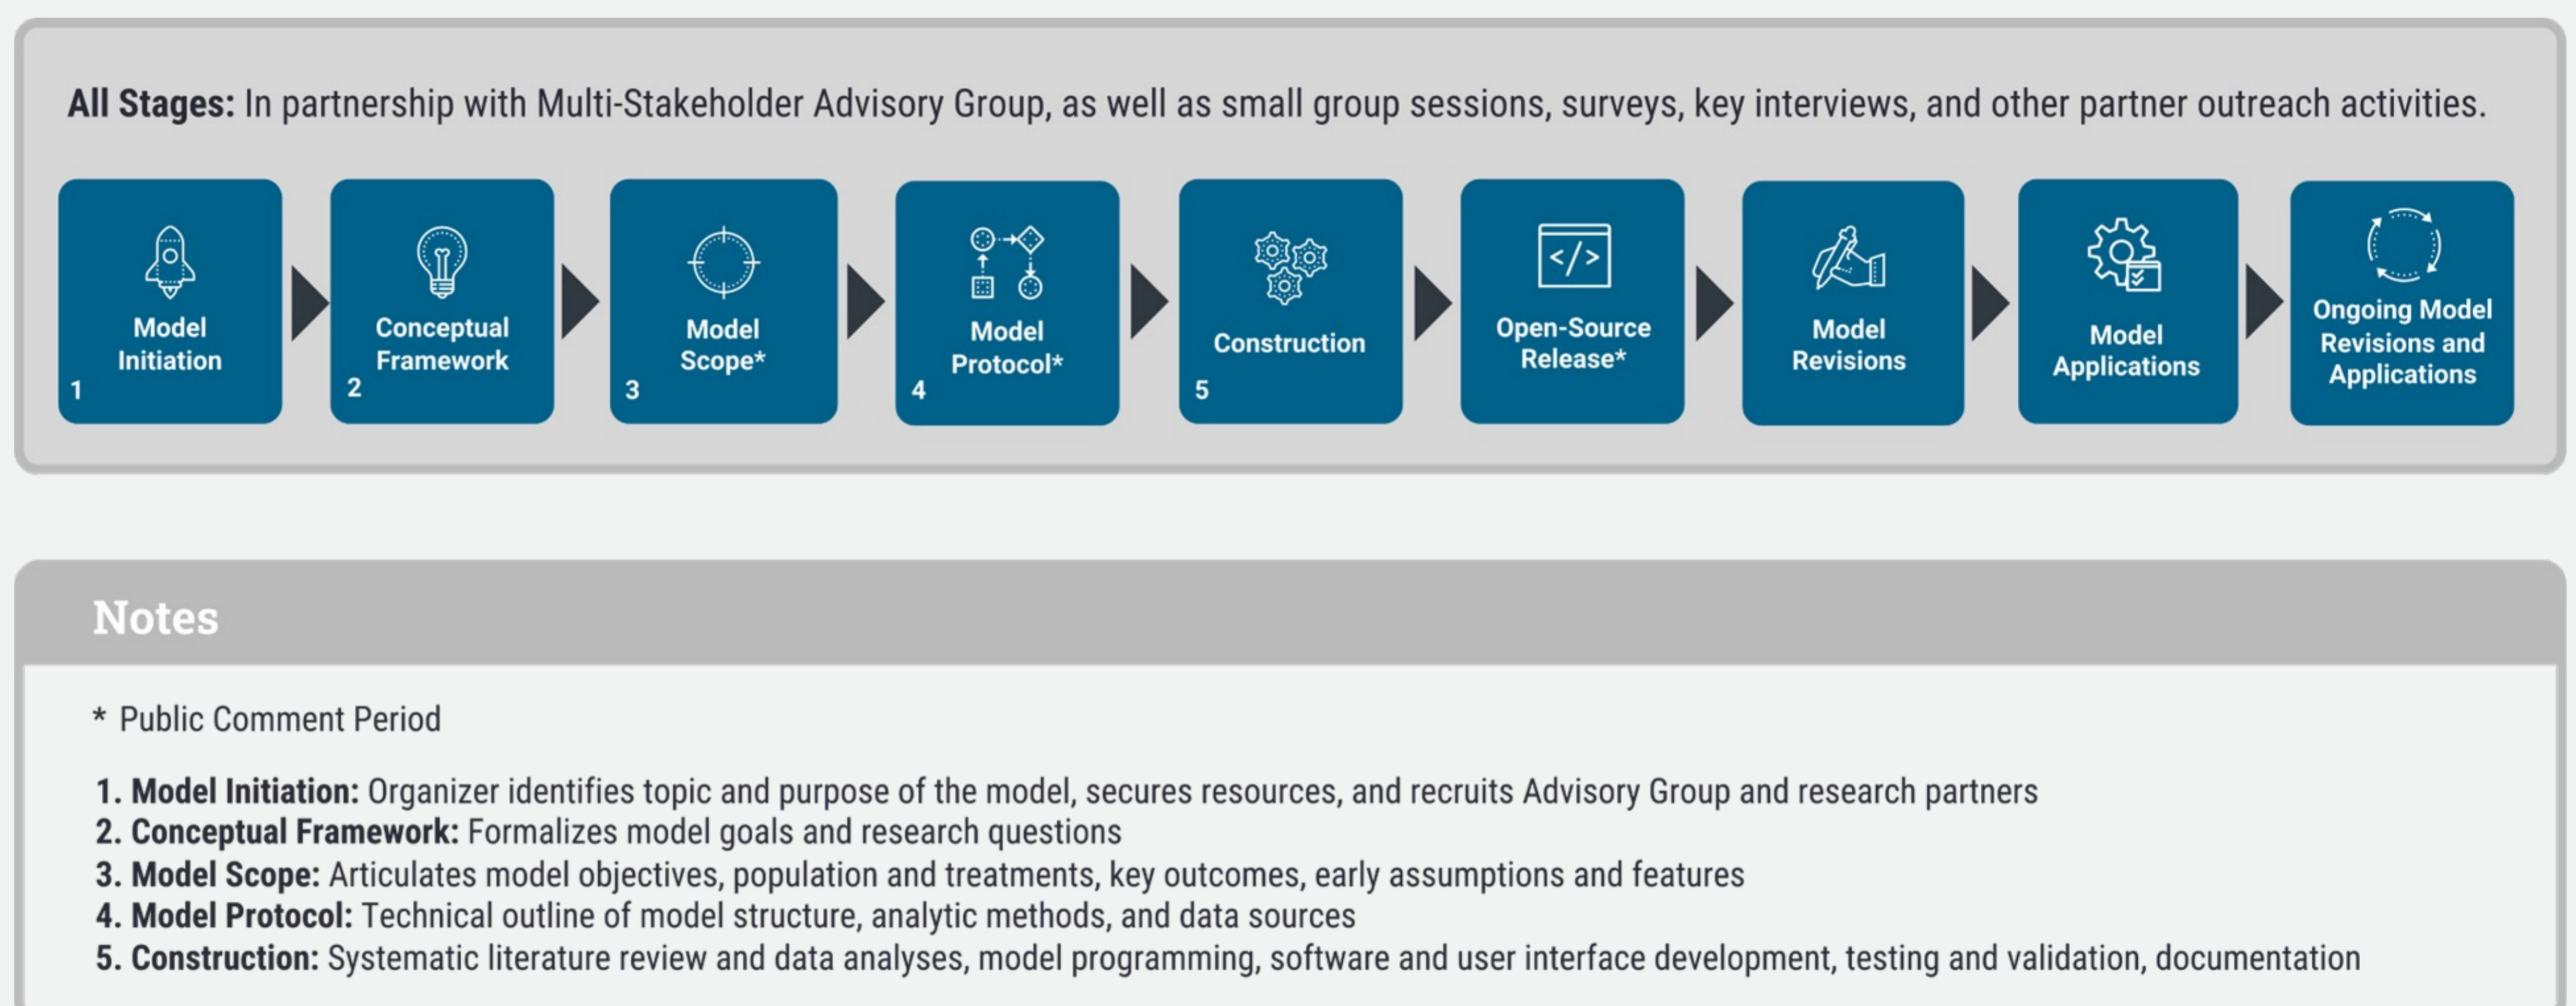 All Stages: In partnership with Multi-Stakeholder Advisory Group, as well as small group sessions, surveys, key interviews, and other partner outreach activities.
Model
Initiation
1
Conceptual
Framework
2
Model
Scope*
3
Model
Protocol*
4
Construction
5
</>
Open-Source
Release*
Model
Revisions
Model
Applications
Ongoing Model
Revisions and
Applications
Notes
* Public Comment Period
1. Model Initiation: Organizer identifies topic and purpose of the model, secures resources, and recruits Advisory Group and research partners
2. Conceptual Framework: Formalizes model goals and research questions
3. Model Scope: Articulates model objectives, population and treatments, key outcomes, early assumptions and features
4. Model Protocol: Technical outline of model structure, analytic methods, and data sources
5. Construction: Systematic literature review and data analyses, model programming, software and user interface development, testing and validation, documentation